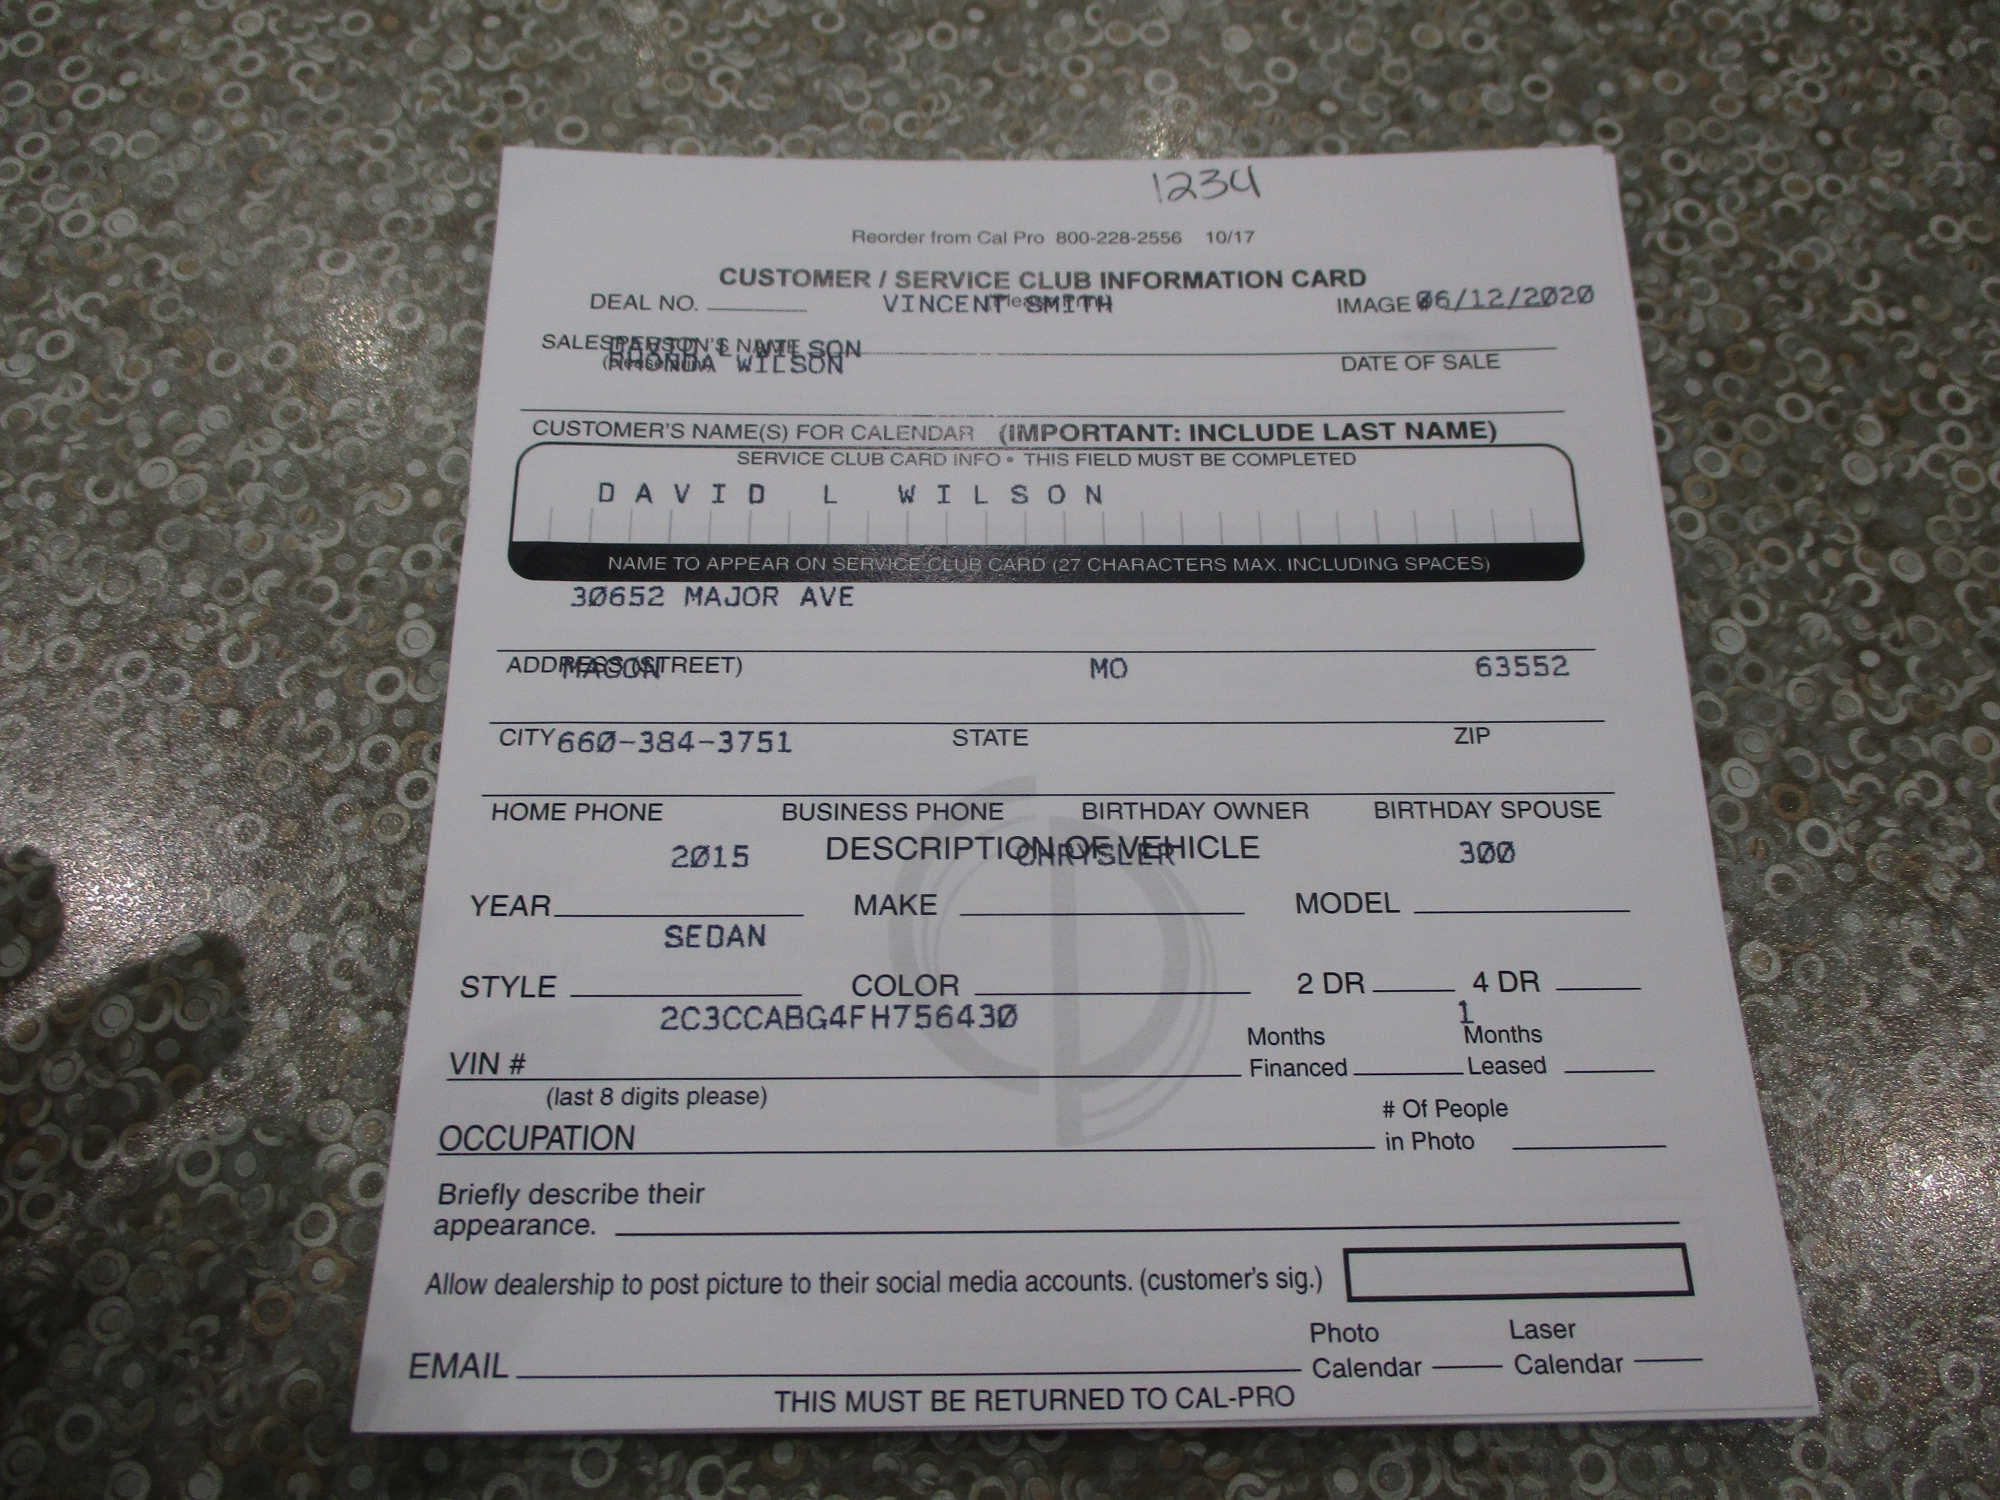 1234
Reorder from Cal Pro 800-228-2556 10/17
CUSTOMER / SERVICE CLUB INFORMATION CARD
DEAL NO. VINCENT SMITH IMAGE # 06/12/2020
SALESPERSON'S NAME DAVID L WILSON
(please print) RHONDA WILSON DATE OF SALE
CUSTOMER'S NAME(S) FOR CALENDAR (IMPORTANT: INCLUDE LAST NAME)
SERVICE CLUB CARD INFO • THIS FIELD MUST BE COMPLETED
DAVID L WILSON
NAME TO APPEAR ON SERVICE CLUB CARD (27 CHARACTERS MAX. INCLUDING SPACES)
30652 MAJOR AVE
ADDRESS (STREET) MACON MO 63552
CITY 660-384-3751 STATE ZIP
HOME PHONE BUSINESS PHONE BIRTHDAY OWNER BIRTHDAY SPOUSE
2015 DESCRIPTION OF VEHICLE CHRYSLER 300
YEAR MAKE MODEL
SEDAN
STYLE COLOR 2 DR 4 DR
2C3CCABG4FH756430 1
VIN # Months Financed Months Leased
(last 8 digits please)
OCCUPATION # Of People in Photo
Briefly describe their
appearance.
Allow dealership to post picture to their social media accounts. (customer's sig.)
EMAIL Photo Calendar Laser Calendar
THIS MUST BE RETURNED TO CAL-PRO